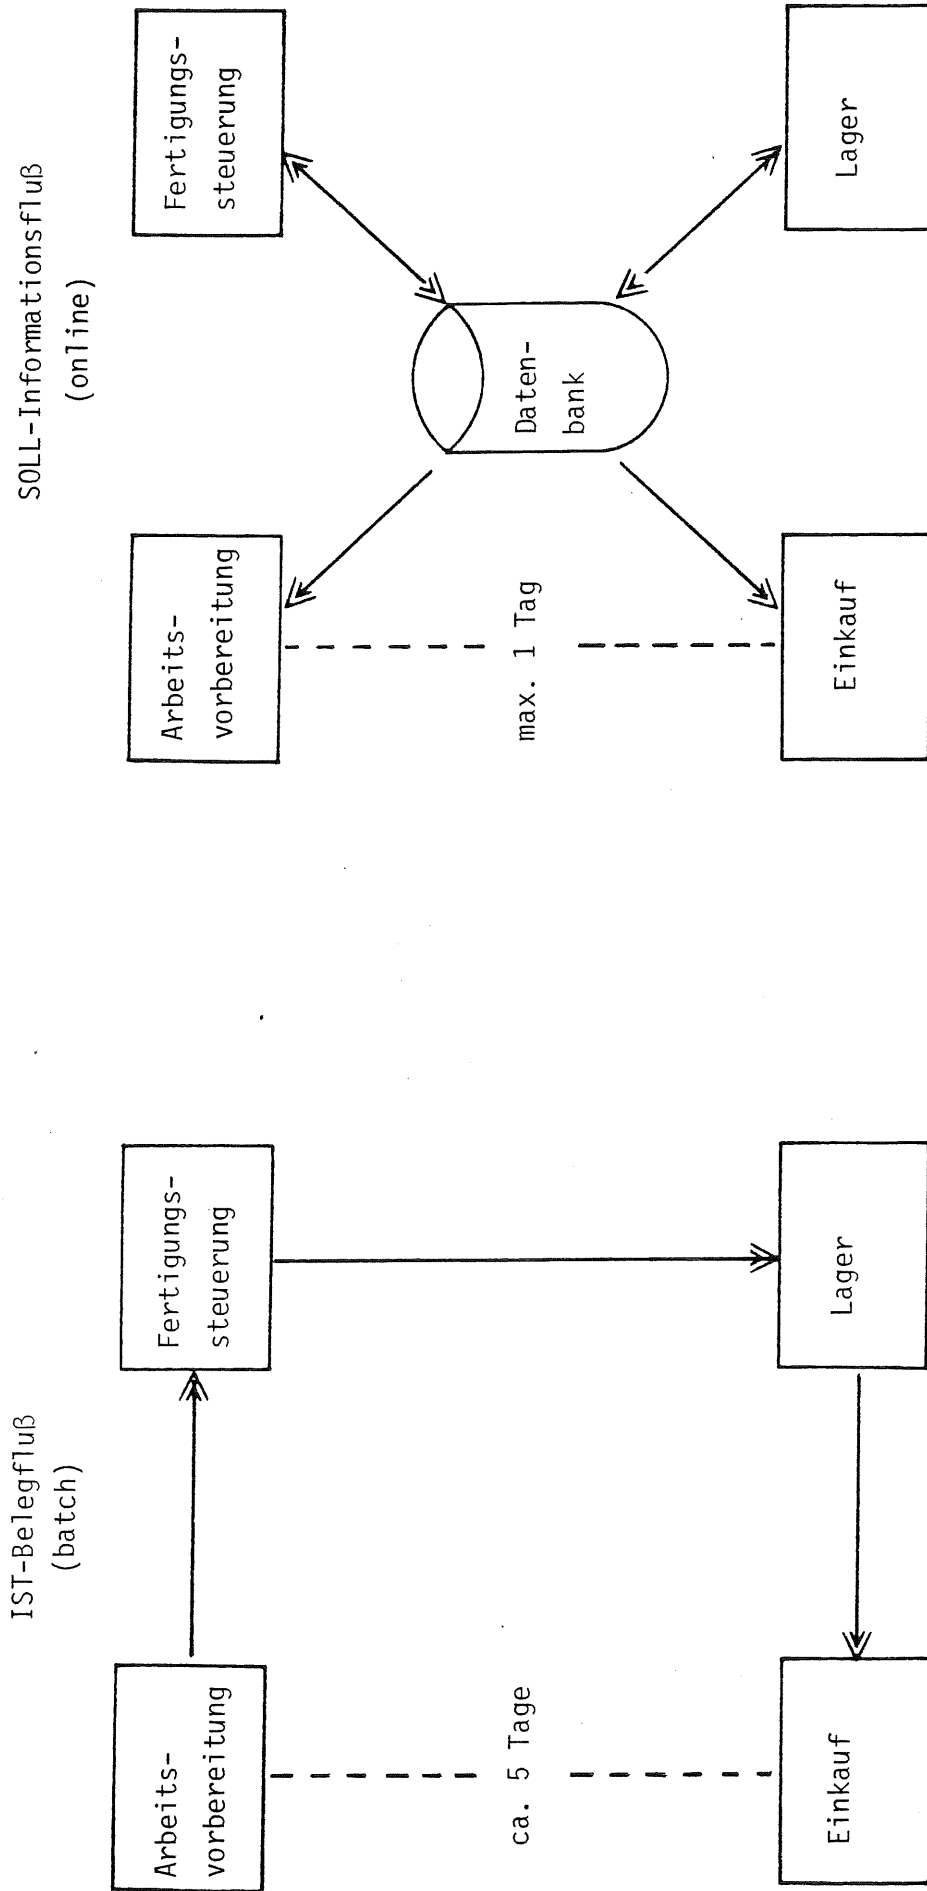 IST-Belegfluß
(batch)
Arbeits-
vorbereitung
Fertigungs-
steuerung
ca. 5 Tage
Einkauf
Lager
SOLL-Informationsfluß
(online)
Arbeits-
vorbereitung
Fertigungs-
steuerung
Daten-
bank
max. 1 Tag
Einkauf
Lager